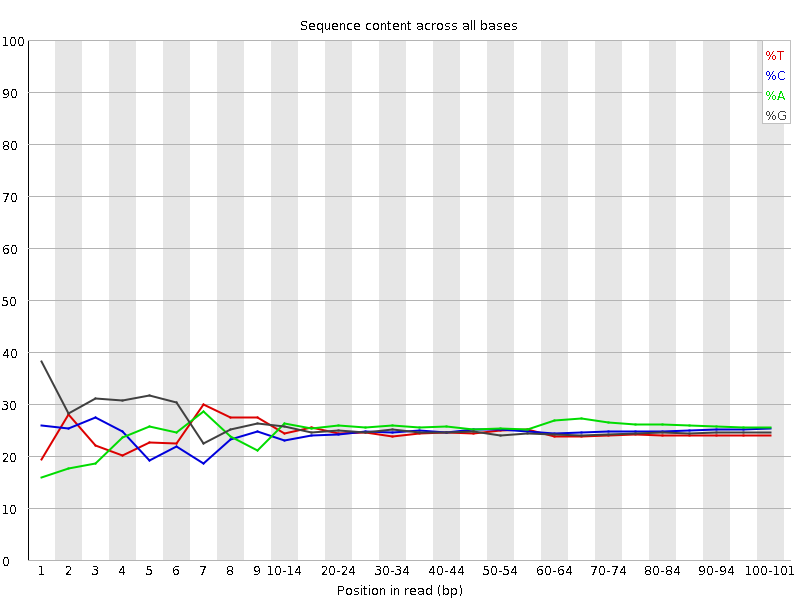 Sequence content across all bases
100
90
80
70
60
50
40
30
20
10
0
%T
%C
%A
%G
1 2 3 4 5 6 7 8 9 10-14 20-24 30-34 40-44 50-54 60-64 70-74 80-84 90-94 100-101
Position in read (bp)